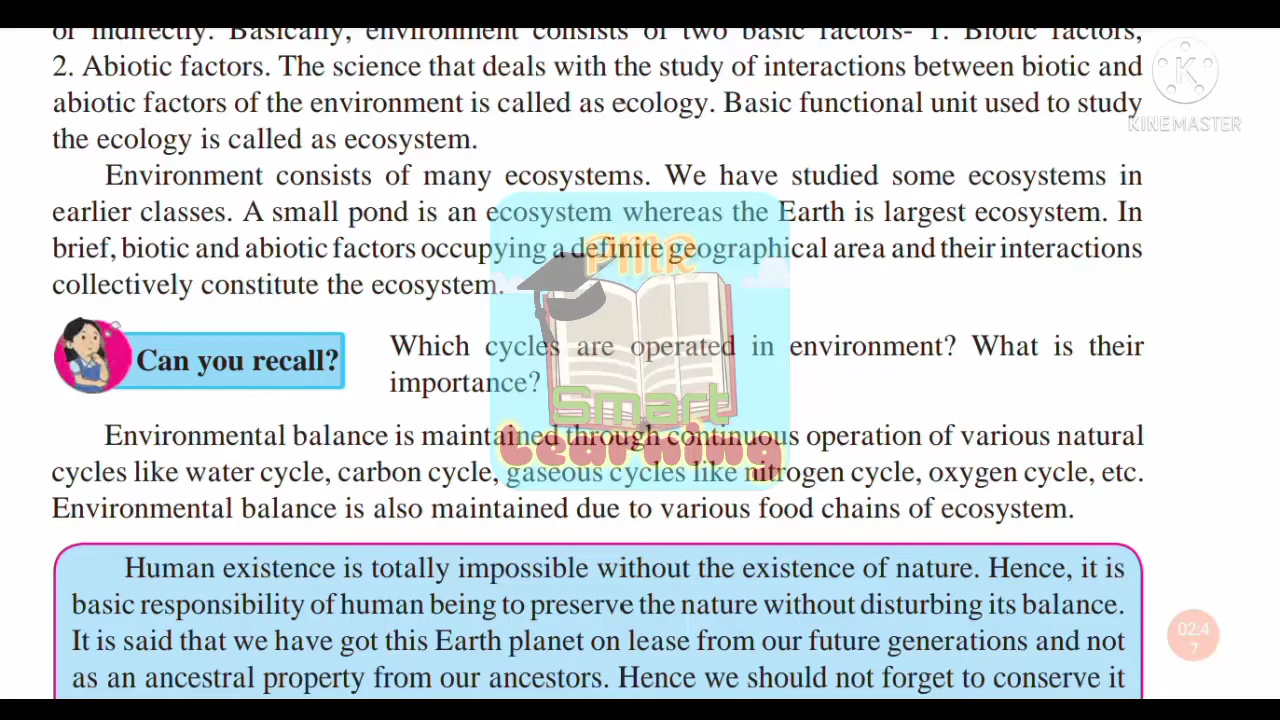 or indirectly. Basically, environment consists of two basic factors- 1. Biotic factors,
2. Abiotic factors. The science that deals with the study of interactions between biotic and
abiotic factors of the environment is called as ecology. Basic functional unit used to study
the ecology is called as ecosystem.
KINEMASTER
Environment consists of many ecosystems. We have studied some ecosystems in
earlier classes. A small pond is an ecosystem whereas the Earth is largest ecosystem. In
brief, biotic and abiotic factors occupying a definite geographical area and their interactions
collectively constitute the ecosystem.
PMR
Smart
Learning
Can you recall?
Which cycles are operated in environment? What is their
importance?
Environmental balance is maintained through continuous operation of various natural
cycles like water cycle, carbon cycle, gaseous cycles like nitrogen cycle, oxygen cycle, etc.
Environmental balance is also maintained due to various food chains of ecosystem.
Human existence is totally impossible without the existence of nature. Hence, it is
basic responsibility of human being to preserve the nature without disturbing its balance.
It is said that we have got this Earth planet on lease from our future generations and not
as an ancestral property from our ancestors. Hence we should not forget to conserve it
02:4
7